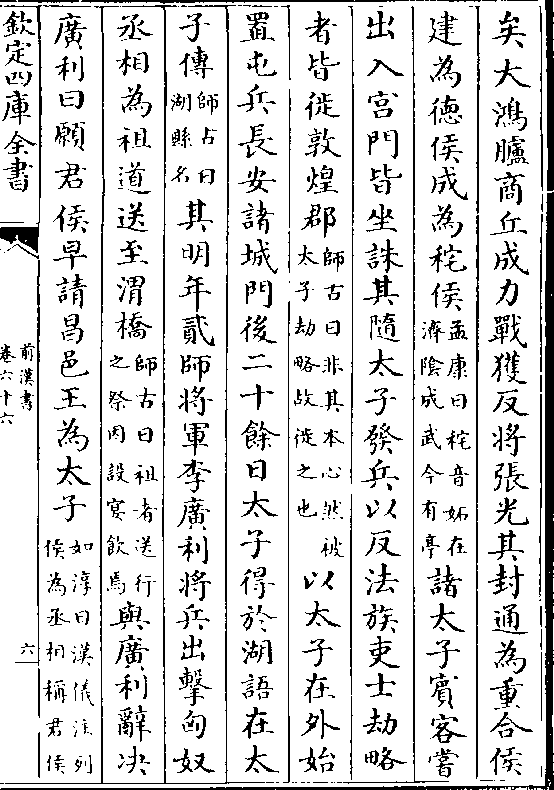 矣大鴻臚商丘成力戰獲反將張光其封通為重合侯
建為德侯成為秺侯孟康曰秺音妬在濟陰成武今有亭諸太子賓客嘗
出入宮門皆坐誅其隨太子發兵以反法族吏士劫略
者皆徙敦煌郡師古曰非其本心然被太子劫略故徙之也以太子在外始
置屯兵長安諸城門後二十餘日太子得於湖語在太
子傳師古曰湖縣名其明年貳師將軍李廣利將兵出擊匈奴
丞相為祖道送至渭橋師古曰祖者送行之祭因設宴飲焉與廣利辭决
廣利曰願君侯早請昌邑王為太子如淳曰漢儀注列侯為丞相稱君侯
欽定四庫全書
前漢書
卷六十六
六